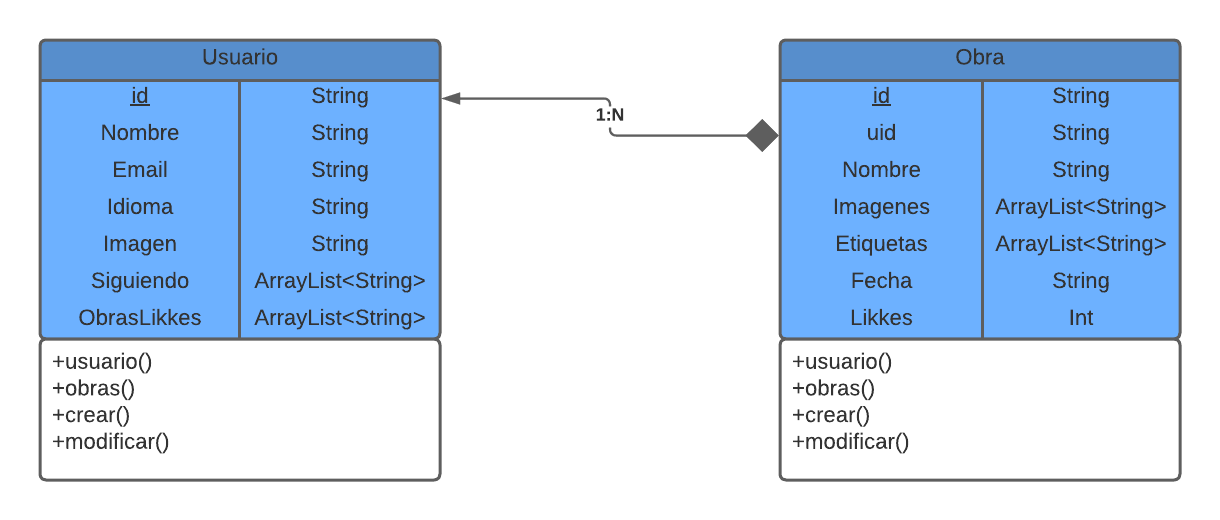 Usuario
id String
Nombre String
Email String
Idioma String
Imagen String
Siguiendo ArrayList<String>
ObrasLikkes ArrayList<String>
+usuario()
+obras()
+crear()
+modificar()
1:N
Obra
id String
uid String
Nombre String
Imagenes ArrayList<String>
Etiquetas ArrayList<String>
Fecha String
Likkes Int
+usuario()
+obras()
+crear()
+modificar()